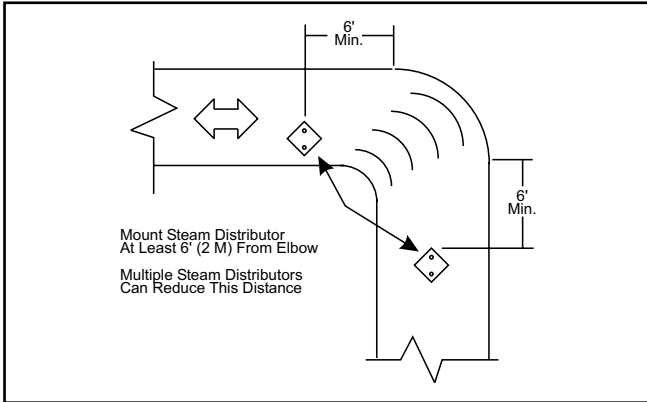 6'
Min.
6'
Min.
Mount Steam Distributor
At Least 6' (2 M) From Elbow
Multiple Steam Distributors
Can Reduce This Distance